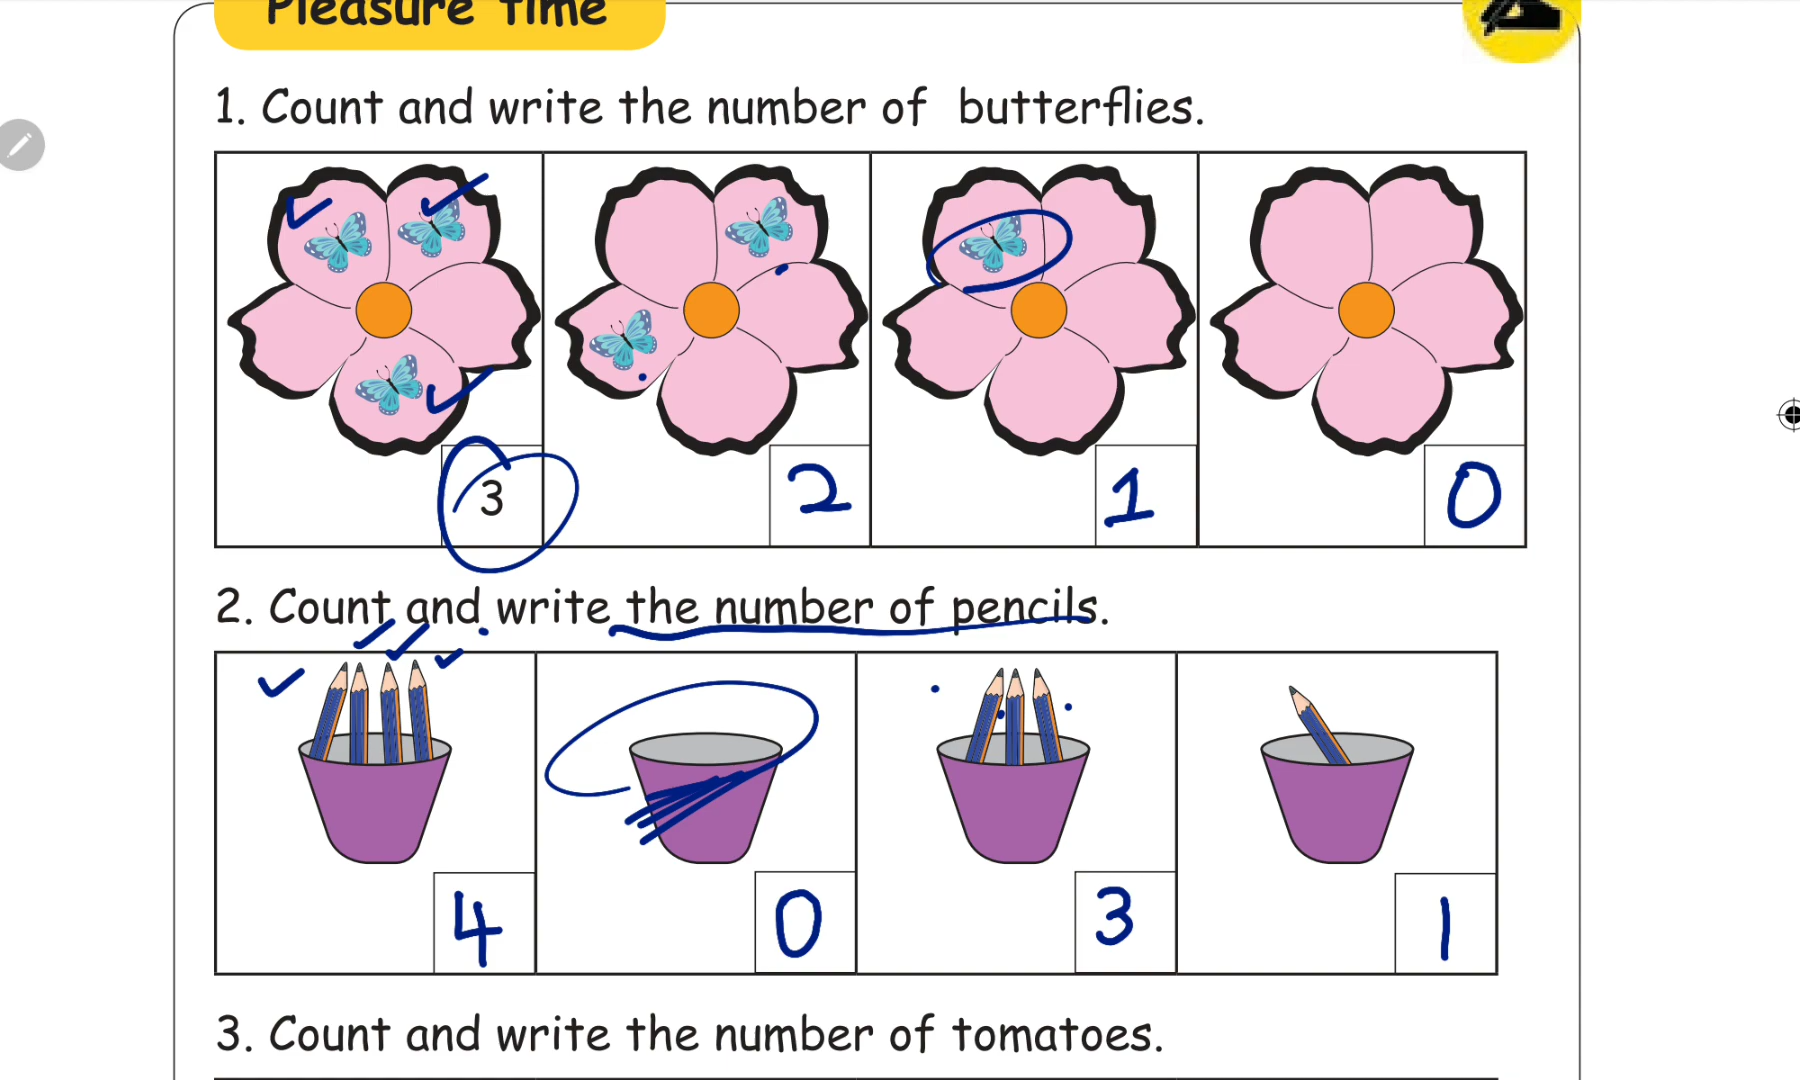 Pleasure Time
1. Count and write the number of butterflies.
3 2 1 0
2. Count and write the number of pencils.
4 0 3 1
3. Count and write the number of tomatoes.